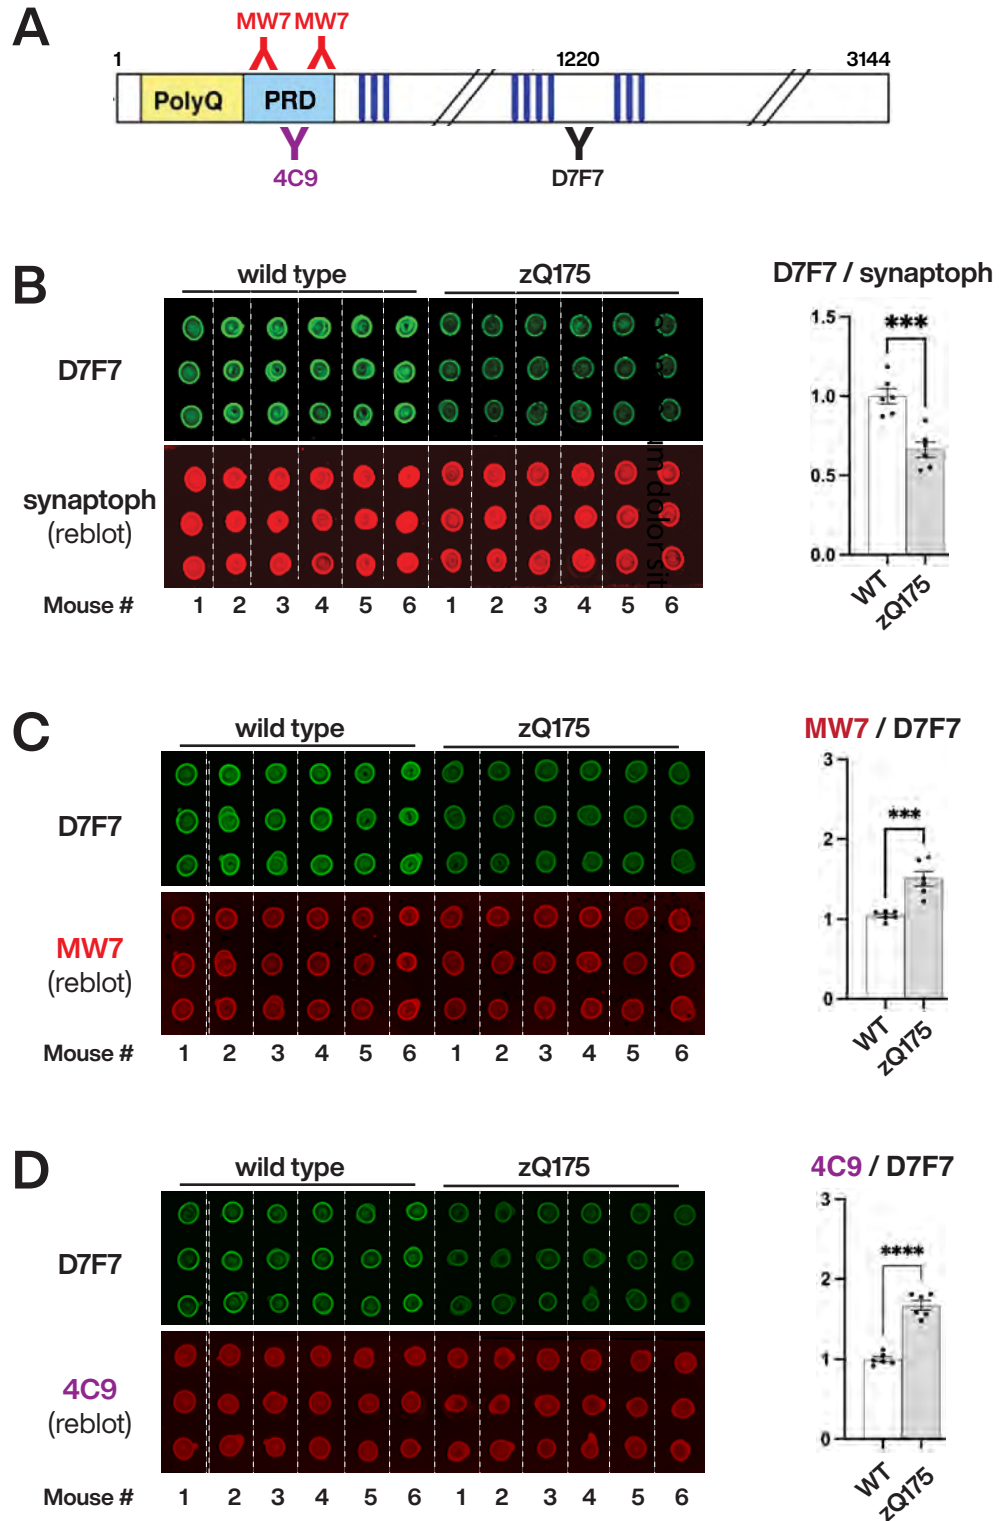 A
MW7 MW7
1 1220 3144
PolyQ PRD
4C9 D7F7
B
wild type zQ175
D7F7 / synaptoph
D7F7
synaptoph
(reblot)
um dolor sit
Mouse # 1 2 3 4 5 6 1 2 3 4 5 6
1.5
1.0
0.5
0.0
***
WT zQ175
C
wild type zQ175
MW7 / D7F7
D7F7
MW7
(reblot)
Mouse # 1 2 3 4 5 6 1 2 3 4 5 6
3
2
1
0
***
WT zQ175
D
wild type zQ175
4C9 / D7F7
D7F7
4C9
(reblot)
Mouse # 1 2 3 4 5 6 1 2 3 4 5 6
3
2
1
0
****
WT zQ175